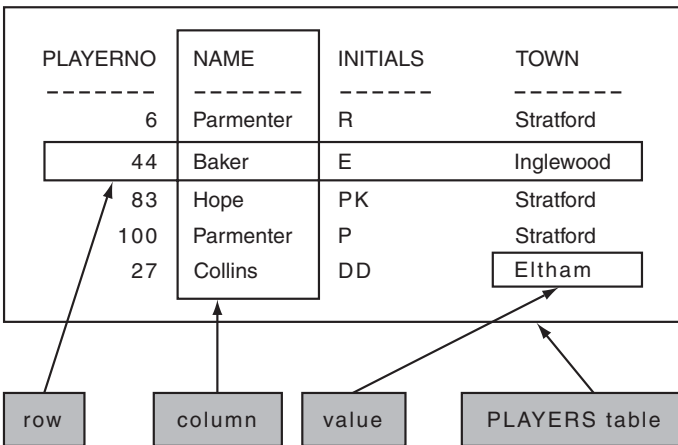 PLAYERNO NAME INITIALS TOWN
-------- ------- ------ -------
6 Parmenter R Stratford
44 Baker E Inglewood
83 Hope PK Stratford
100 Parmenter P Stratford
27 Collins DD Eltham
row column value PLAYERS table